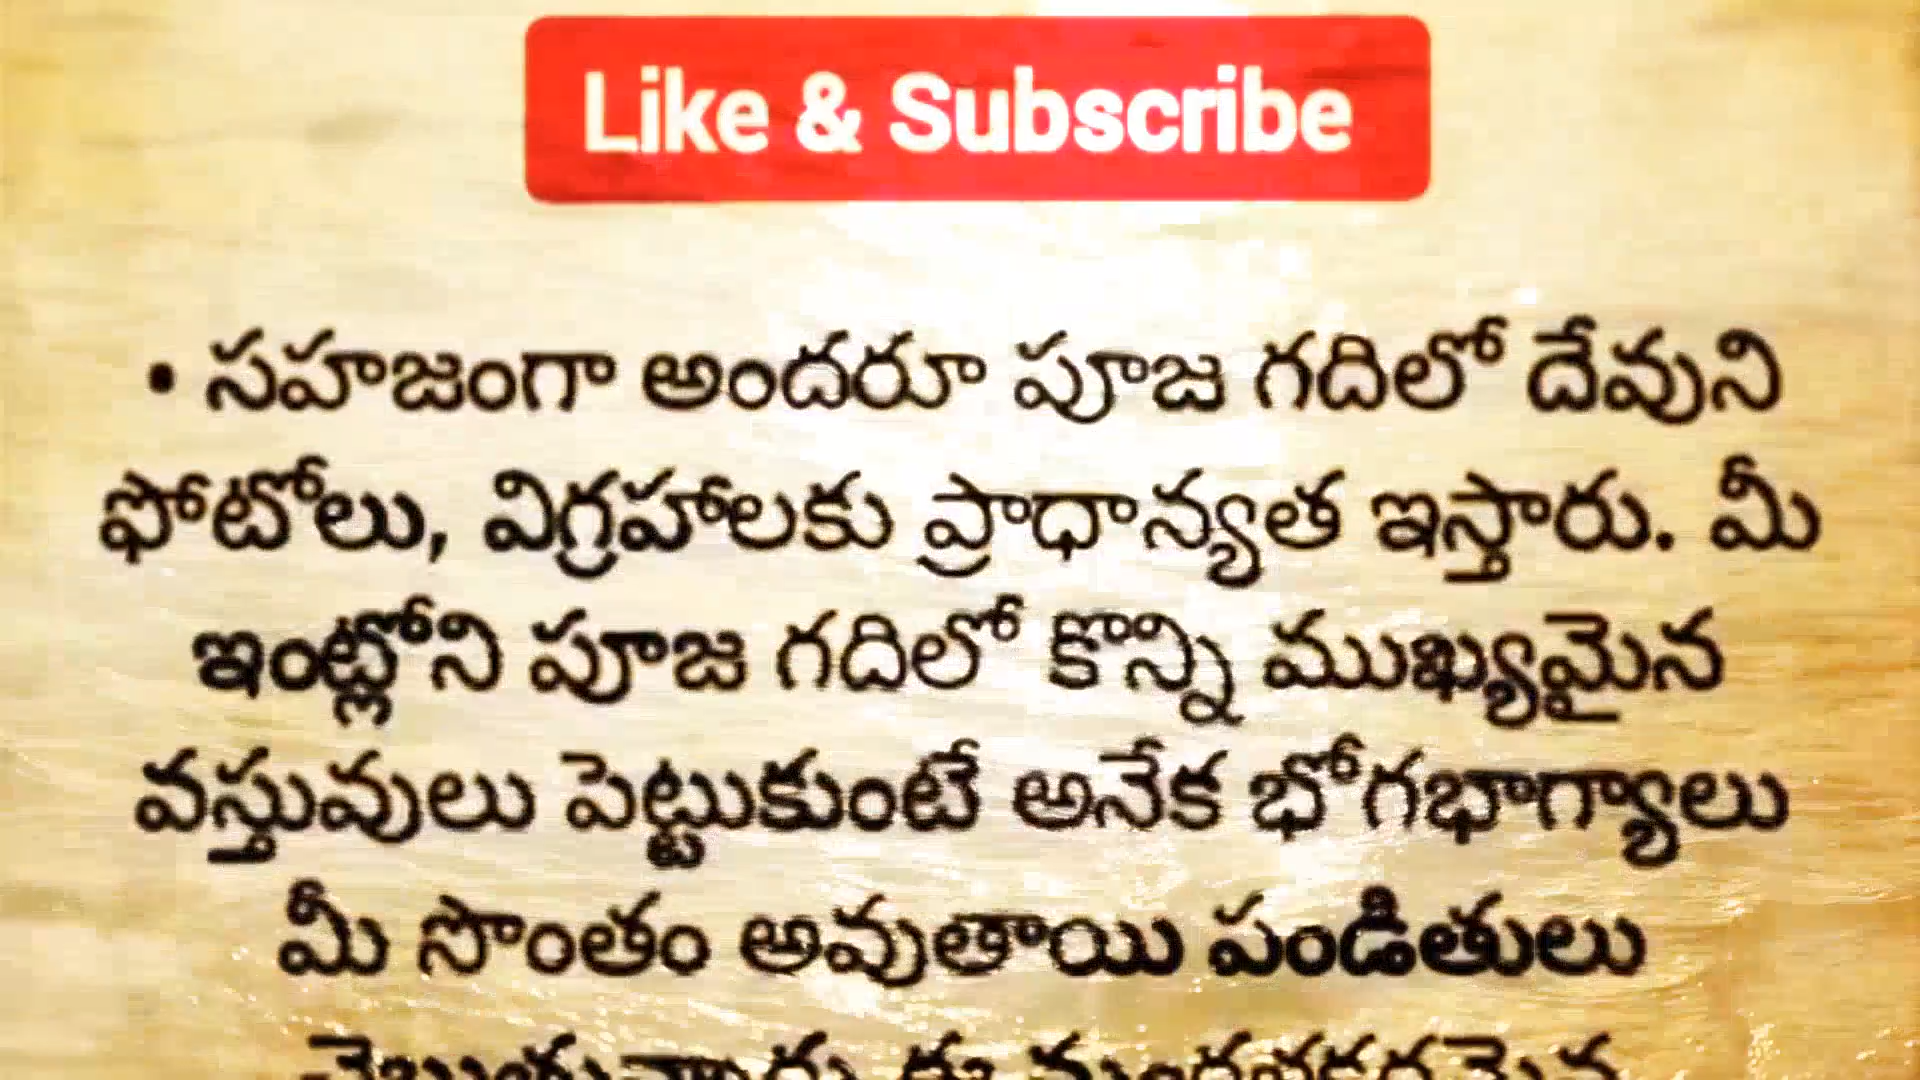 Like & Subscribe
• సహజంగా అందరూ పూజ గదిలో దేవుని
ఫోటోలు, విగ్రహాలకు ప్రాధాన్యత ఇస్తారు. మీ
ఇంట్లోని పూజ గదిలో కొన్ని ముఖ్యమైన
వస్తువులు పెట్టుకుంటే అనేక భోగభాగ్యాలు
మీ సొంతం అవుతాయి పండితులు